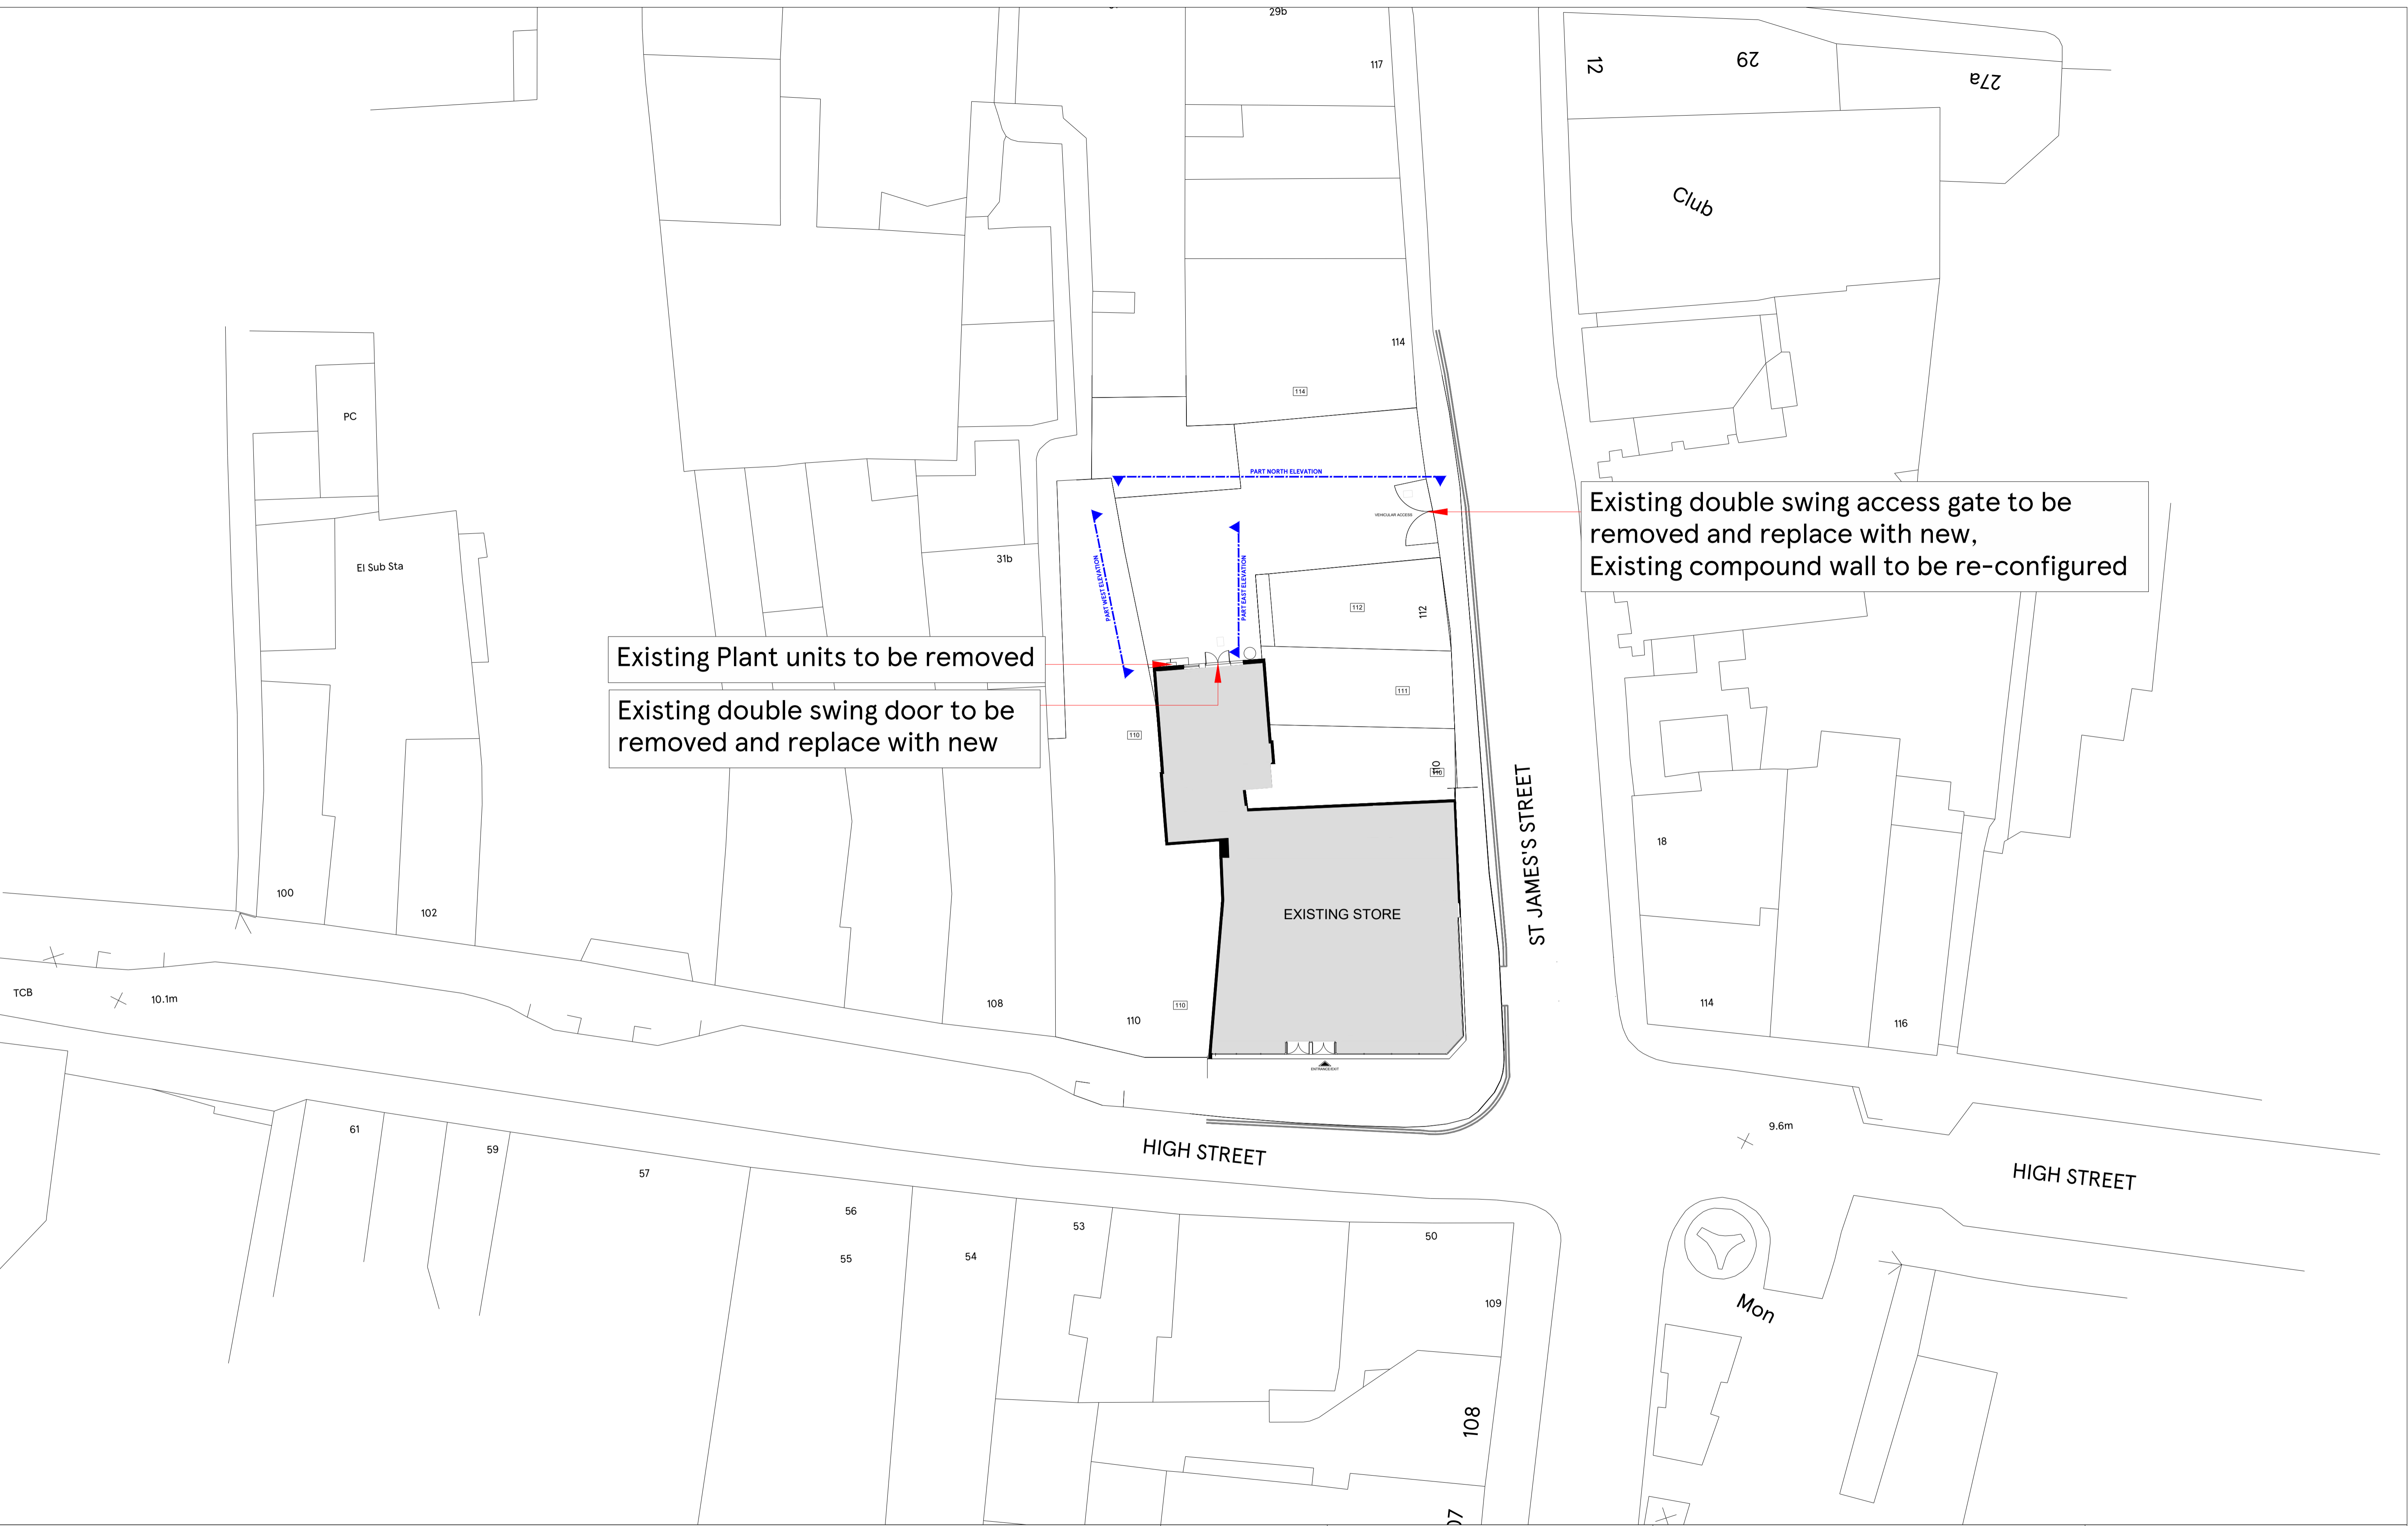 29b
117
12
29
27a
Club
114
114
PC
PART NORTH ELEVATION
VEHICULAR ACCESS
Existing double swing access gate to be
removed and replace with new,
Existing compound wall to be re-configured
El Sub Sta
31b
PART WEST ELEVATION
PART EAST ELEVATION
112
112
Existing Plant units to be removed
Existing double swing door to be
removed and replace with new
111
110
110
ST JAMES'S STREET
18
100
102
EXISTING STORE
TCB
10.1m
108
110
110
114
116
ENTRANCE/EXIT
61
59
57
HIGH STREET
9.6m
HIGH STREET
56
55
54
53
50
109
Mon
108